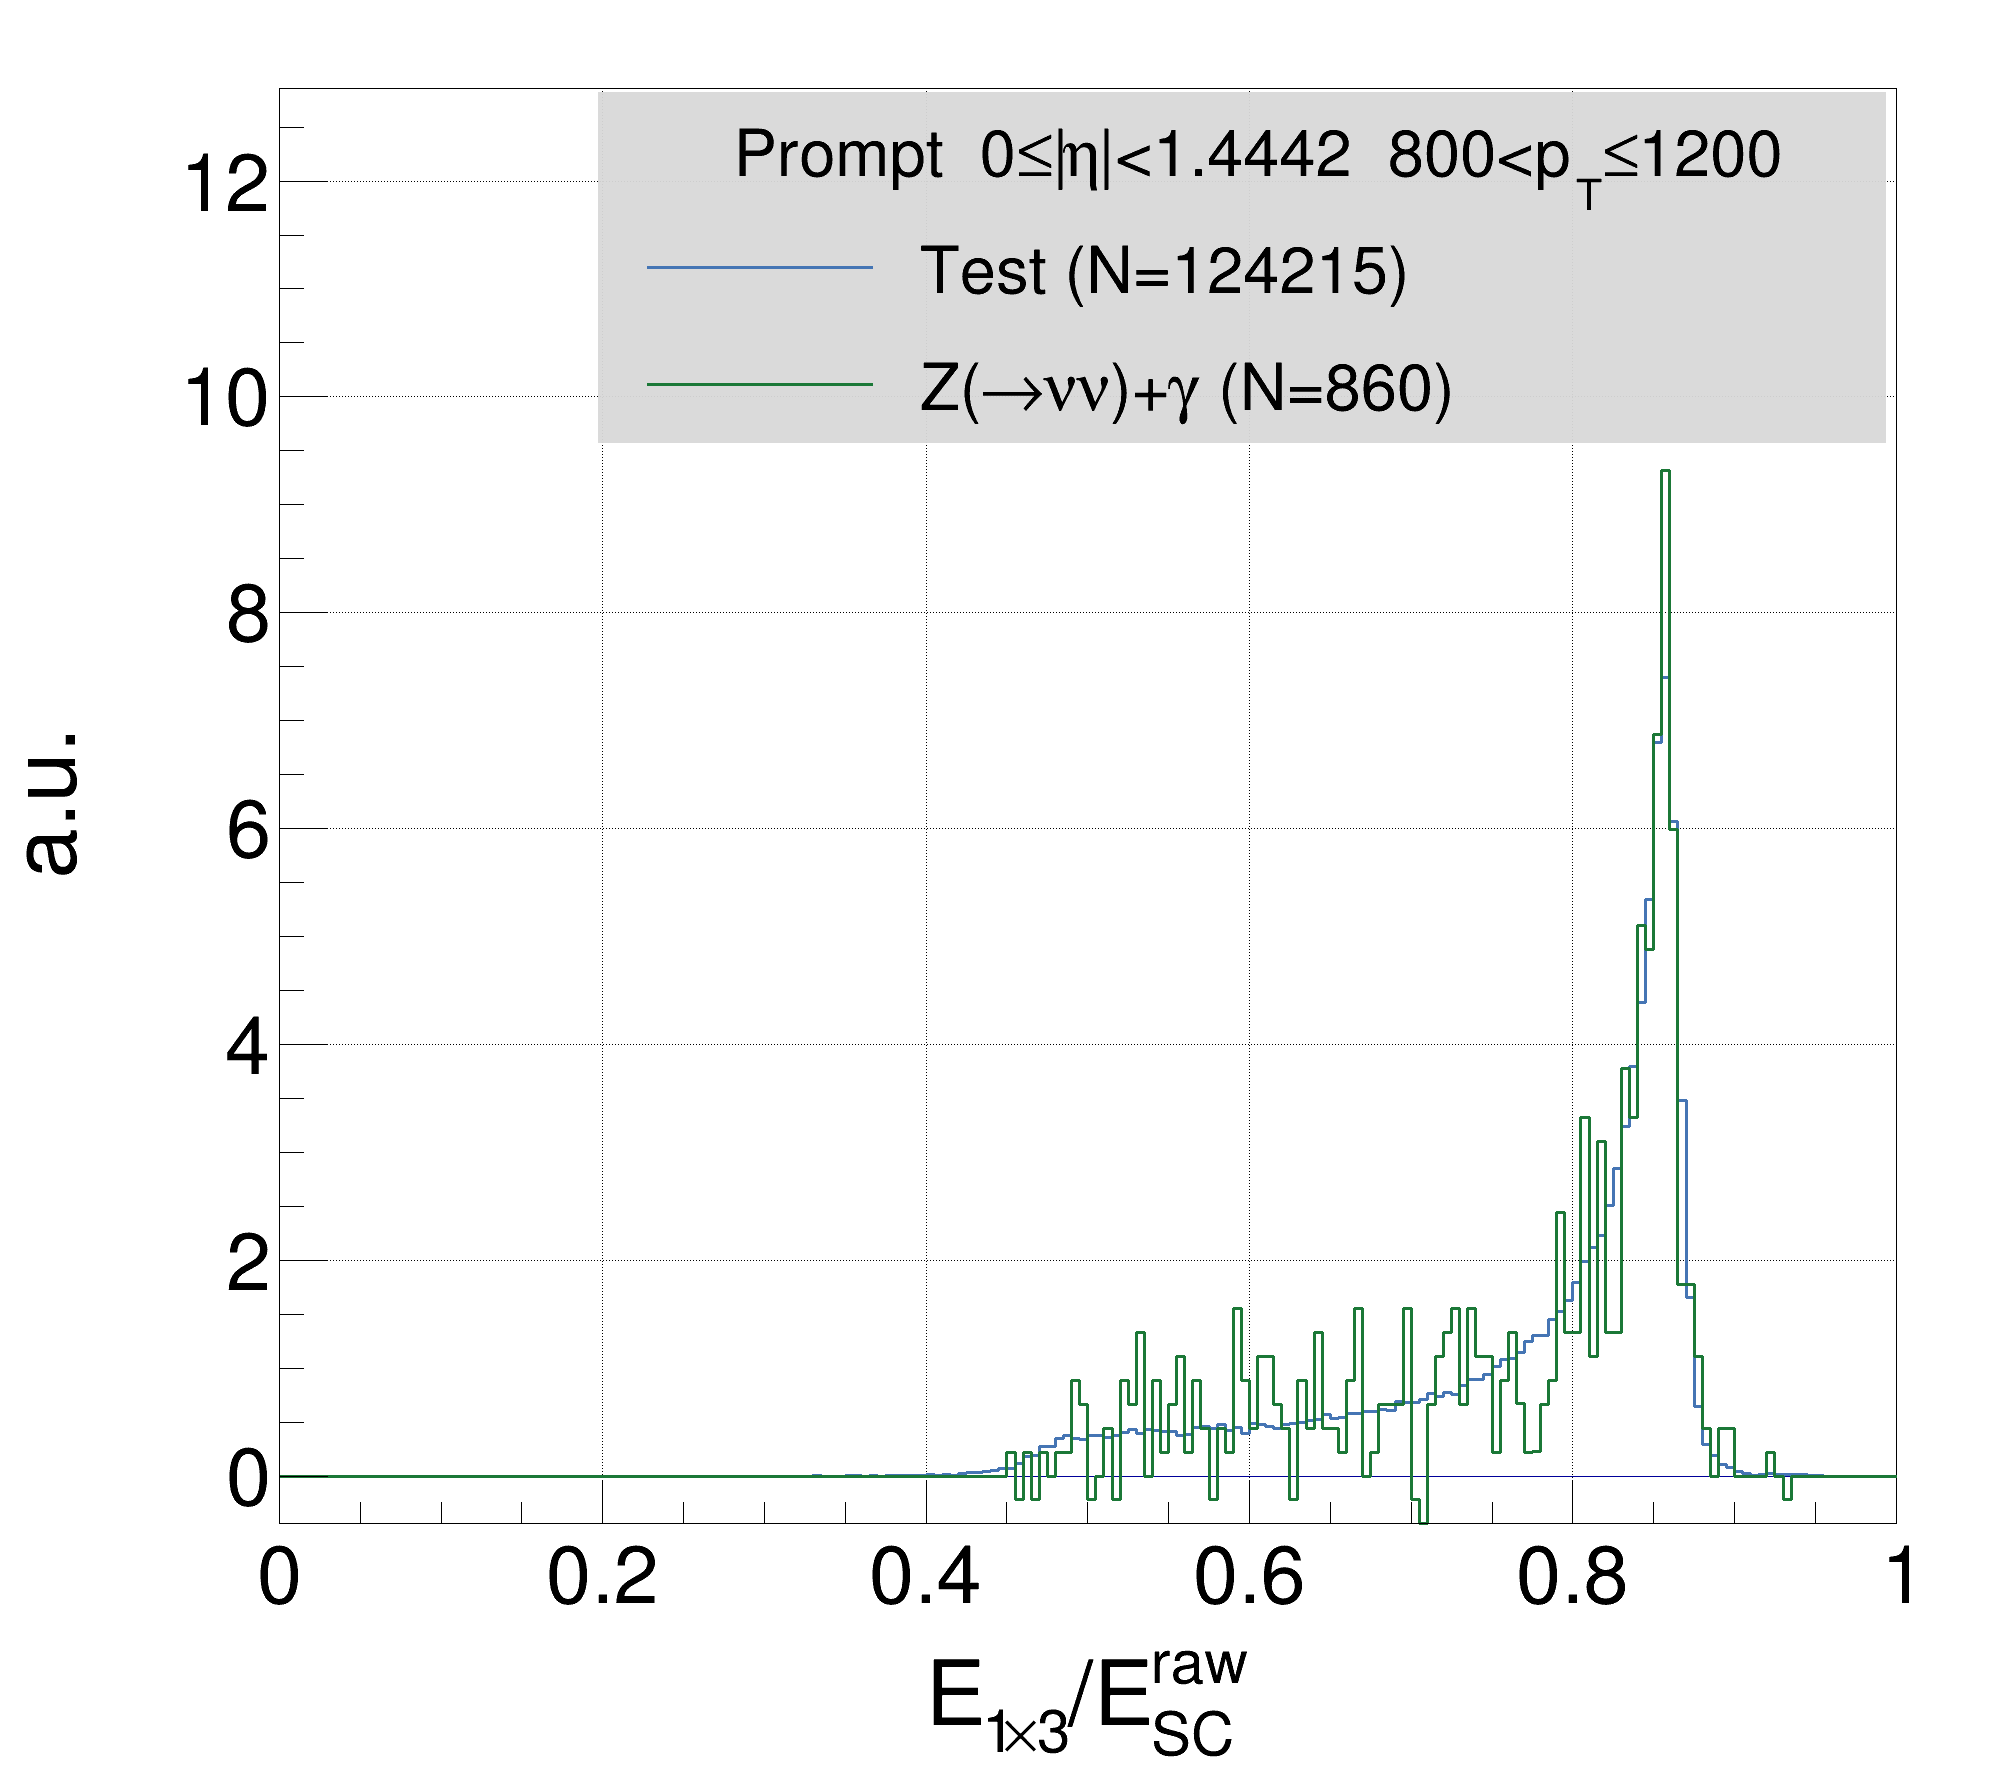 Prompt 0≤|η|<1.4442 800<p_T≤1200
Test (N=124215)
Z(→νν)+γ (N=860)
12
10
8
6
4
2
0
a.u.
0 0.2 0.4 0.6 0.8 1
E_1×3/E_SC^raw